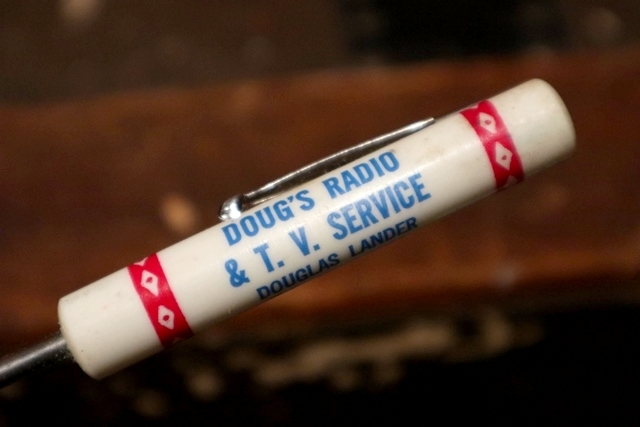 DOUG'S RADIO
& T. V. SERVICE
DOUGLAS LANDER